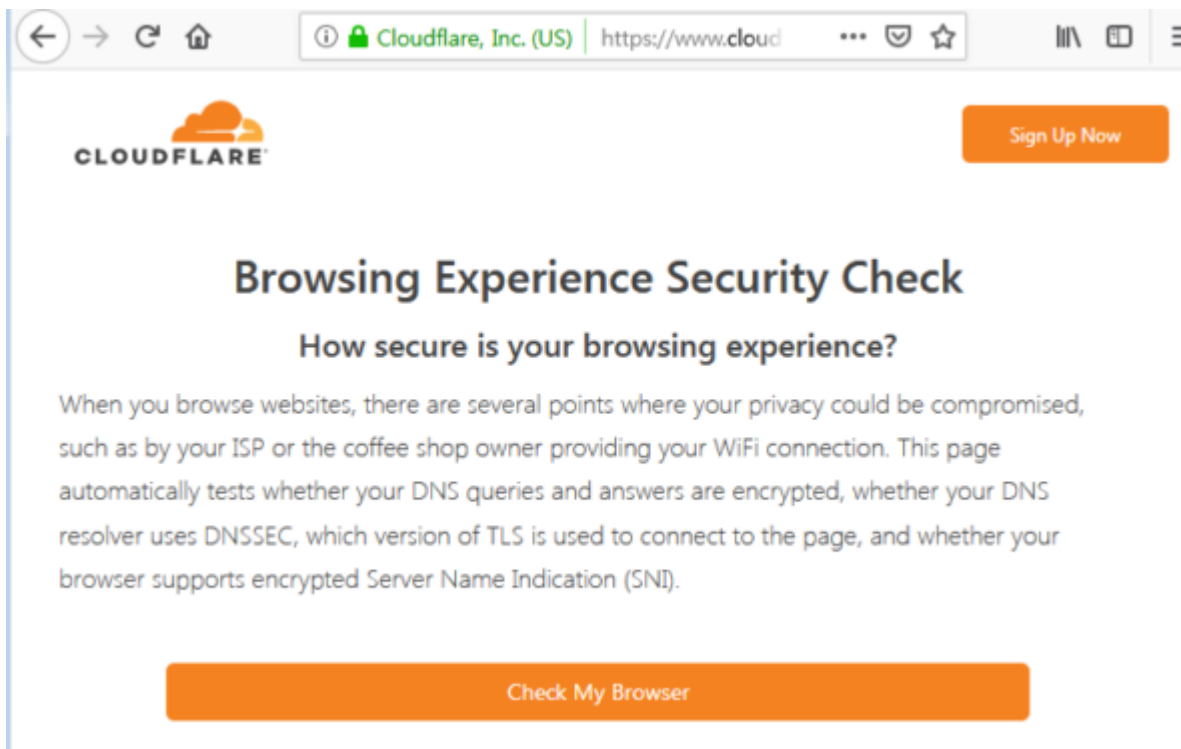 Cloudflare, Inc. (US) https://www.cloud
CLOUDFLARE
Sign Up Now
Browsing Experience Security Check
How secure is your browsing experience?
When you browse websites, there are several points where your privacy could be compromised,
such as by your ISP or the coffee shop owner providing your WiFi connection. This page
automatically tests whether your DNS queries and answers are encrypted, whether your DNS
resolver uses DNSSEC, which version of TLS is used to connect to the page, and whether your
browser supports encrypted Server Name Indication (SNI).
Check My Browser